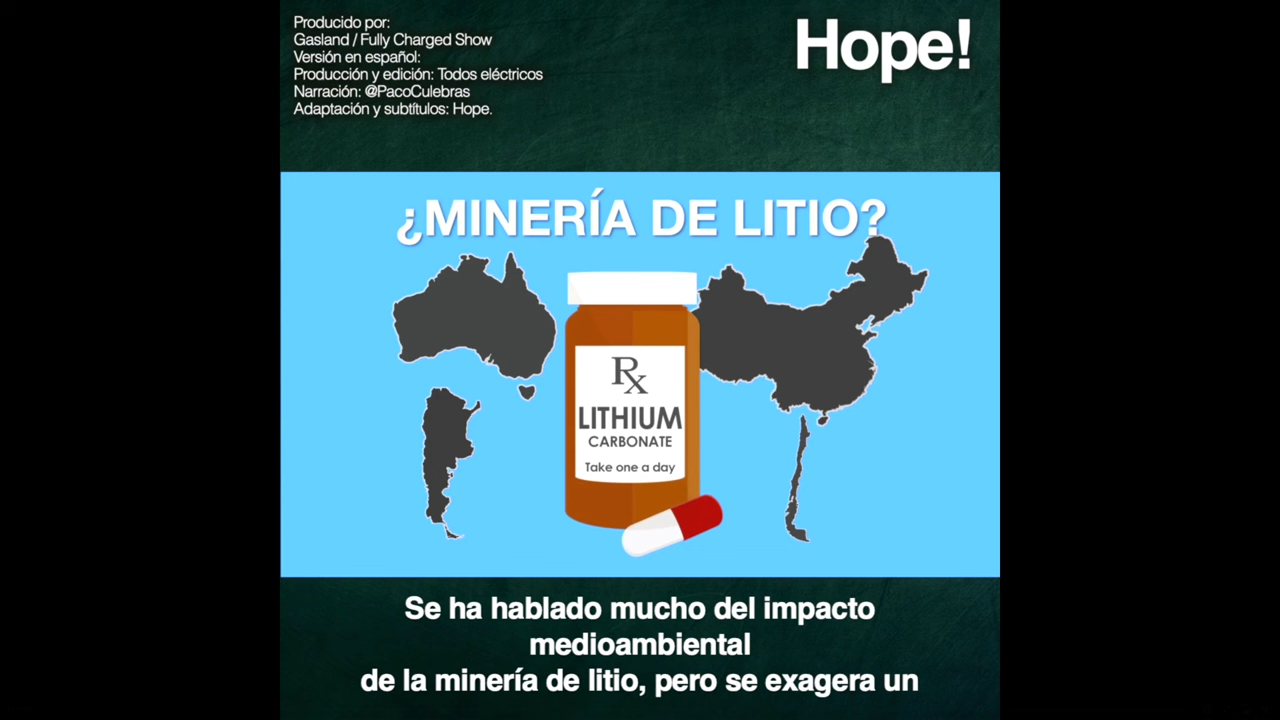 Producido por:
Gasland / Fully Charged Show
Versión en español:
Producción y edición: Todos eléctricos
Narración: @PacoCulebras
Adaptación y subtítulos: Hope.
Hope!
¿MINERÍA DE LITIO?
Rx
LITHIUM
CARBONATE
Take one a day
Se ha hablado mucho del impacto
medioambiental
de la minería de litio, pero se exagera un